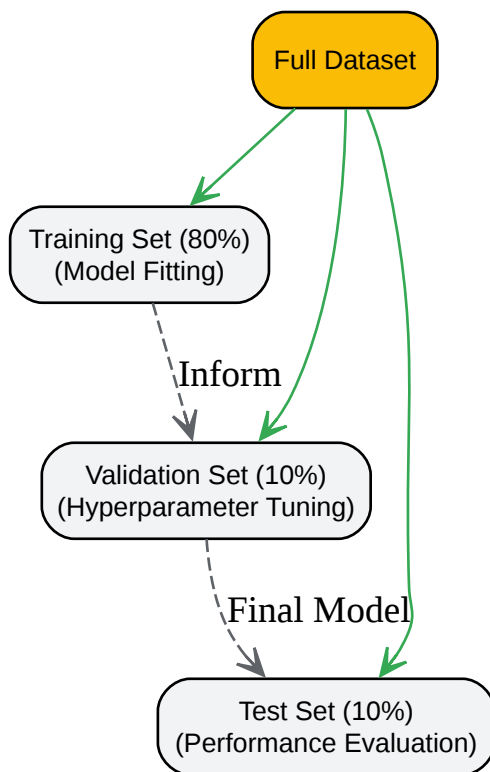 Full Dataset
Training Set (80%)
(Model Fitting)
Inform
Validation Set (10%)
(Hyperparameter Tuning)
Final Model
Test Set (10%)
(Performance Evaluation)